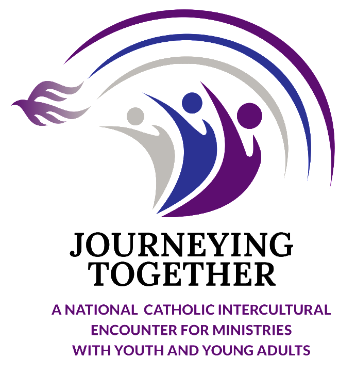 JOURNEYING
TOGETHER
A NATIONAL CATHOLIC INTERCULTURAL
ENCOUNTER FOR MINISTRIES
WITH YOUTH AND YOUNG ADULTS